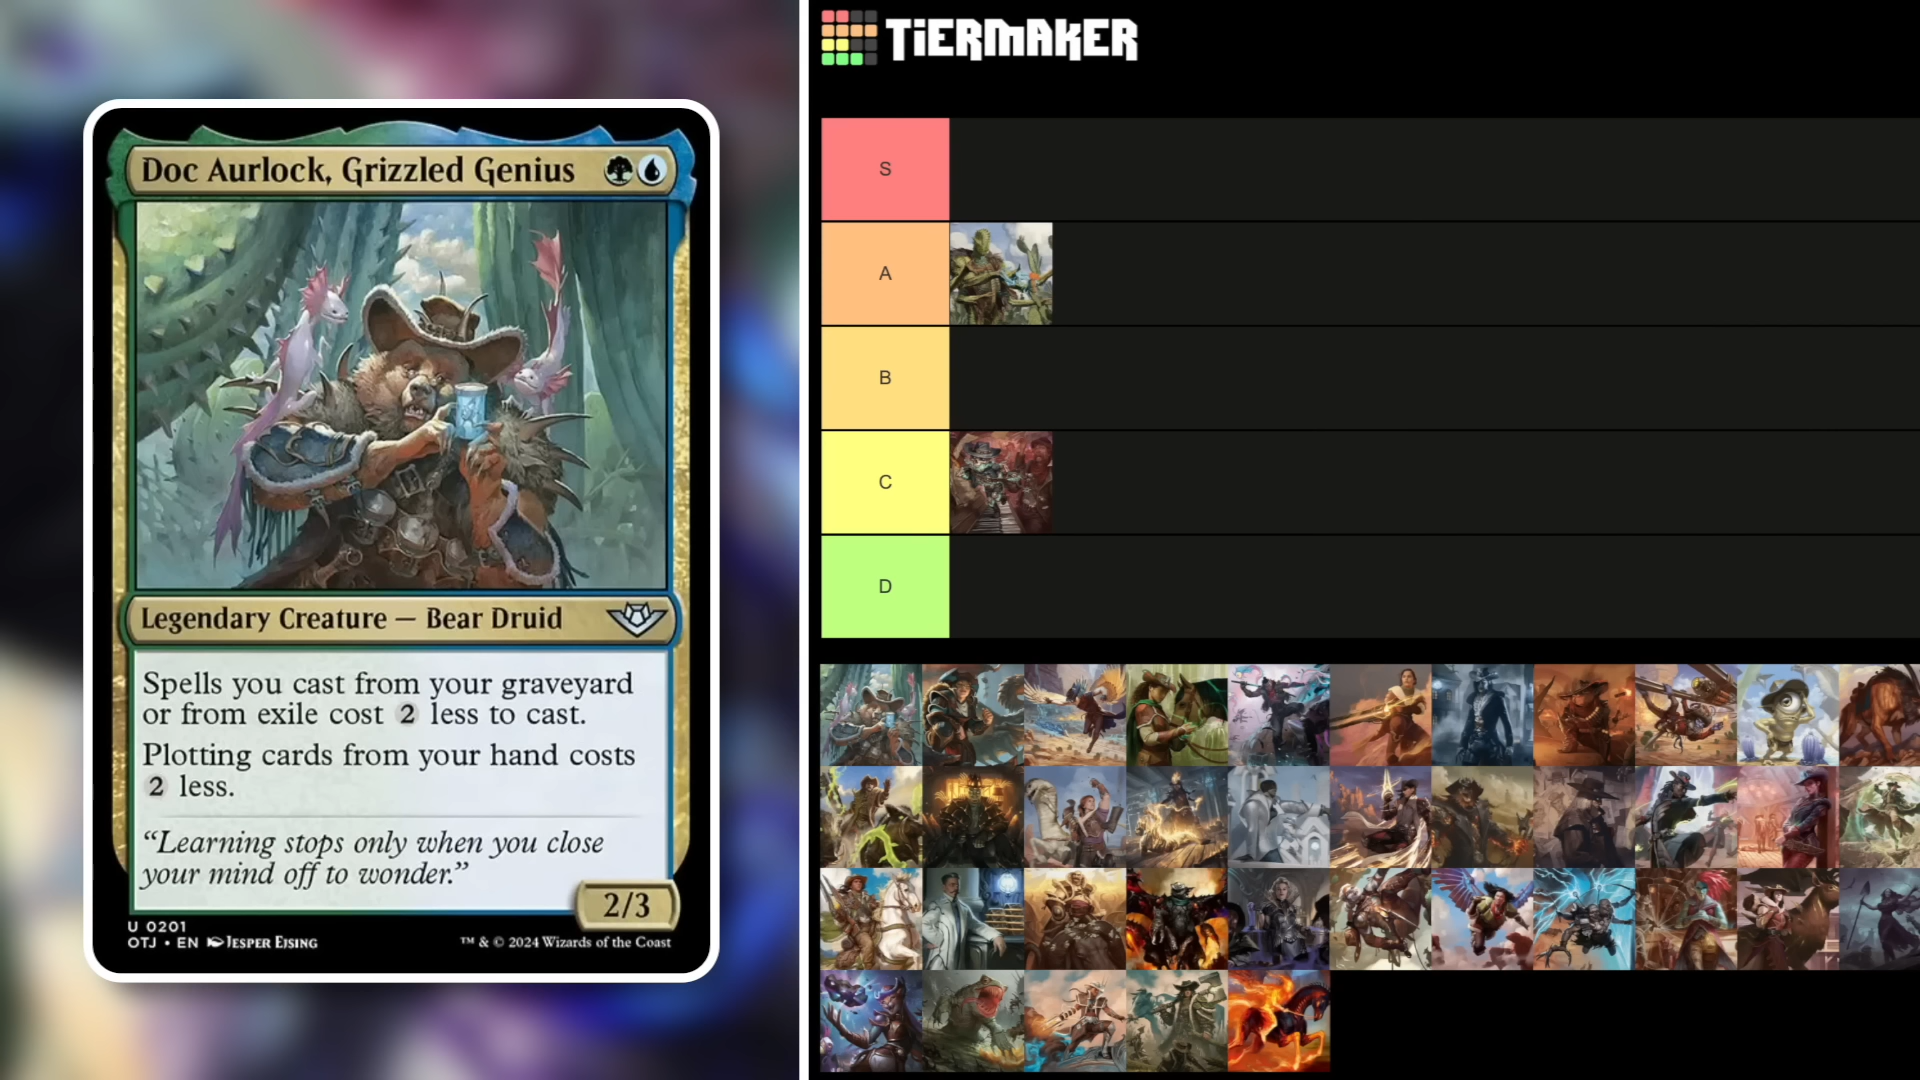 Doc Aurlock, Grizzled Genius
Legendary Creature — Bear Druid
Spells you cast from your graveyard
or from exile cost 2 less to cast.
Plotting cards from your hand costs
2 less.
“Learning stops only when you close
your mind off to wonder.”
2/3
U 0201
OTJ • EN JESPER EJSING
™ & © 2024 Wizards of the Coast
TiERMAKER
S
A
B
C
D